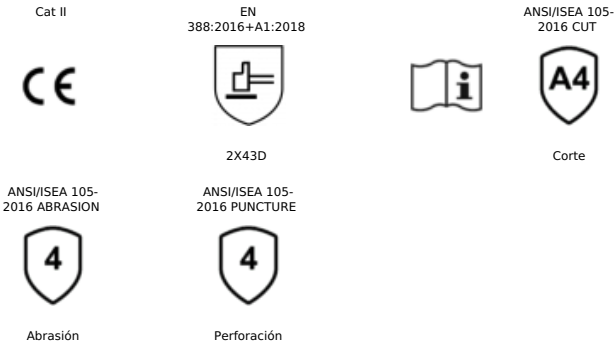 Cat II
EN
388:2016+A1:2018
ANSI/ISEA 105-
2016 CUT
CE
i
A4
2X43D
Corte
ANSI/ISEA 105-
2016 ABRASION
ANSI/ISEA 105-
2016 PUNCTURE
4
4
Abrasión
Perforación